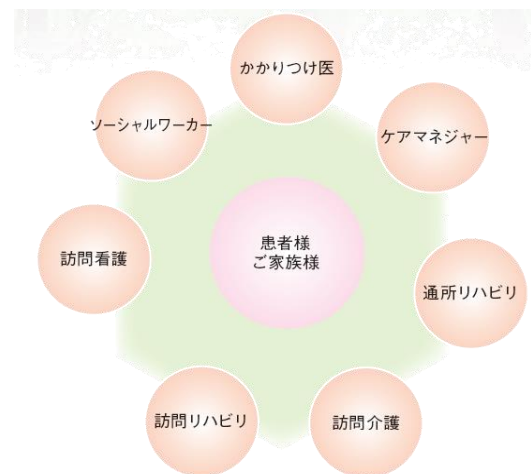 かかりつけ医
ソーシャルワーカー
ケアマネジャー
患者様
ご家族様
訪問看護
通所リハビリ
訪問リハビリ
訪問介護